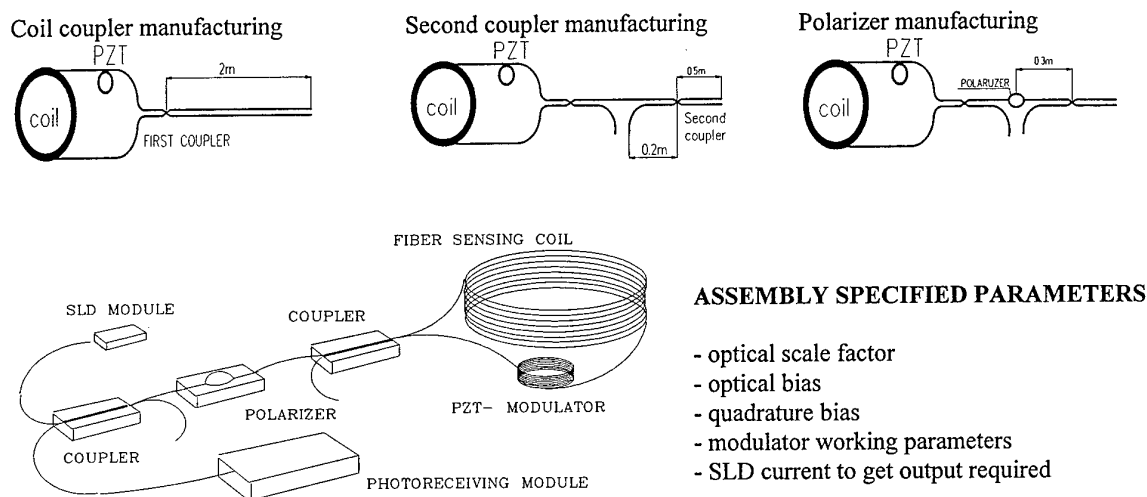 Coil coupler manufacturing
PZT
2m
coil
FIRST COUPLER
Second coupler manufacturing
PZT
0.5m
coil
Second
coupler
0.2m
Polarizer manufacturing
PZT
0.3m
POLARUZER
coil
FIBER SENSING COIL
SLD MODULE
COUPLER
POLARIZER
PZT- MODULATOR
COUPLER
PHOTORECEIVING MODULE
ASSEMBLY SPECIFIED PARAMETERS
- optical scale factor
- optical bias
- quadrature bias
- modulator working parameters
- SLD current to get output required